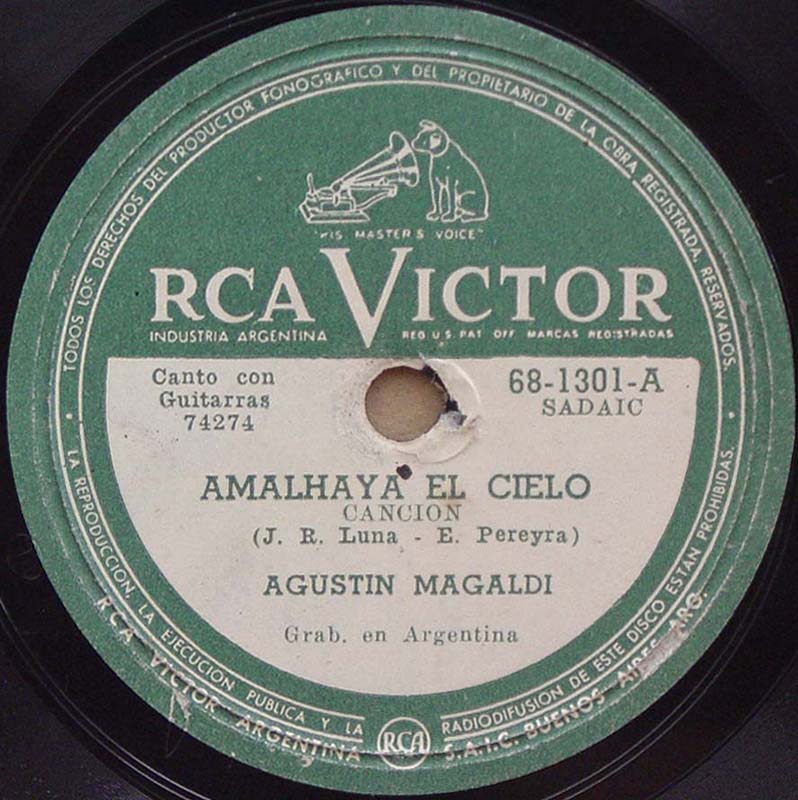 TODOS LOS DERECHOS DEL PRODUCTOR FONOGRAFICO Y DEL PROPIETARIO DE LA OBRA REGISTRADA, RESERVADOS.
"HIS MASTER'S VOICE"
RCA VICTOR
INDUSTRIA ARGENTINA
REG U.S. PAT OFF MARCAS REGISTRADAS
Canto con
Guitarras
74274
68-1301-A
SADAIC
AMALHAYA EL CIELO
CANCION
(J. R. Luna - E. Pereyra)
AGUSTIN MAGALDI
Grab. en Argentina
LA REPRODUCCION, LA EJECUCION PUBLICA Y LA RADIODIFUSION DE ESTE DISCO ESTAN PROHIBIDAS.
RCA VICTOR ARGENTINA RCA S.A.I.C. BUENOS AIRES ARG.